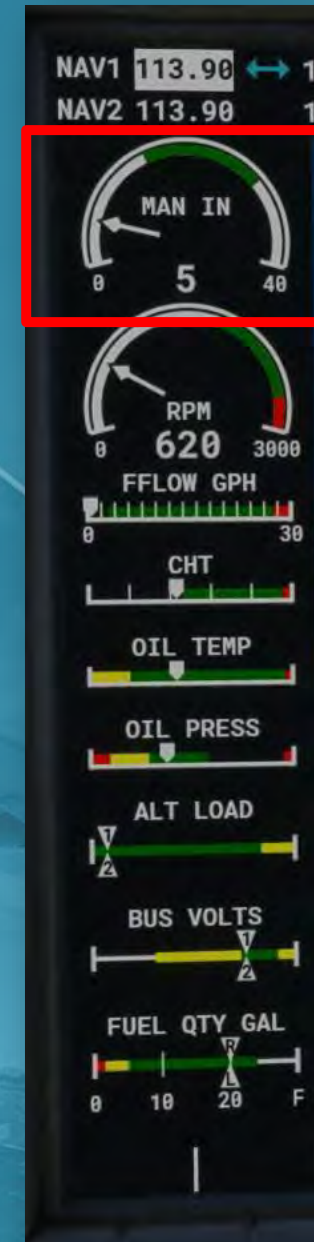 NAV1 113.90 ↔ 1
NAV2 113.90 1
MAN IN
0 5 40
RPM
0 620 3000
FFLOW GPH
0 30
CHT
OIL TEMP
OIL PRESS
ALT LOAD
1
2
BUS VOLTS
1
2
FUEL QTY GAL
R
L
0 10 20 F